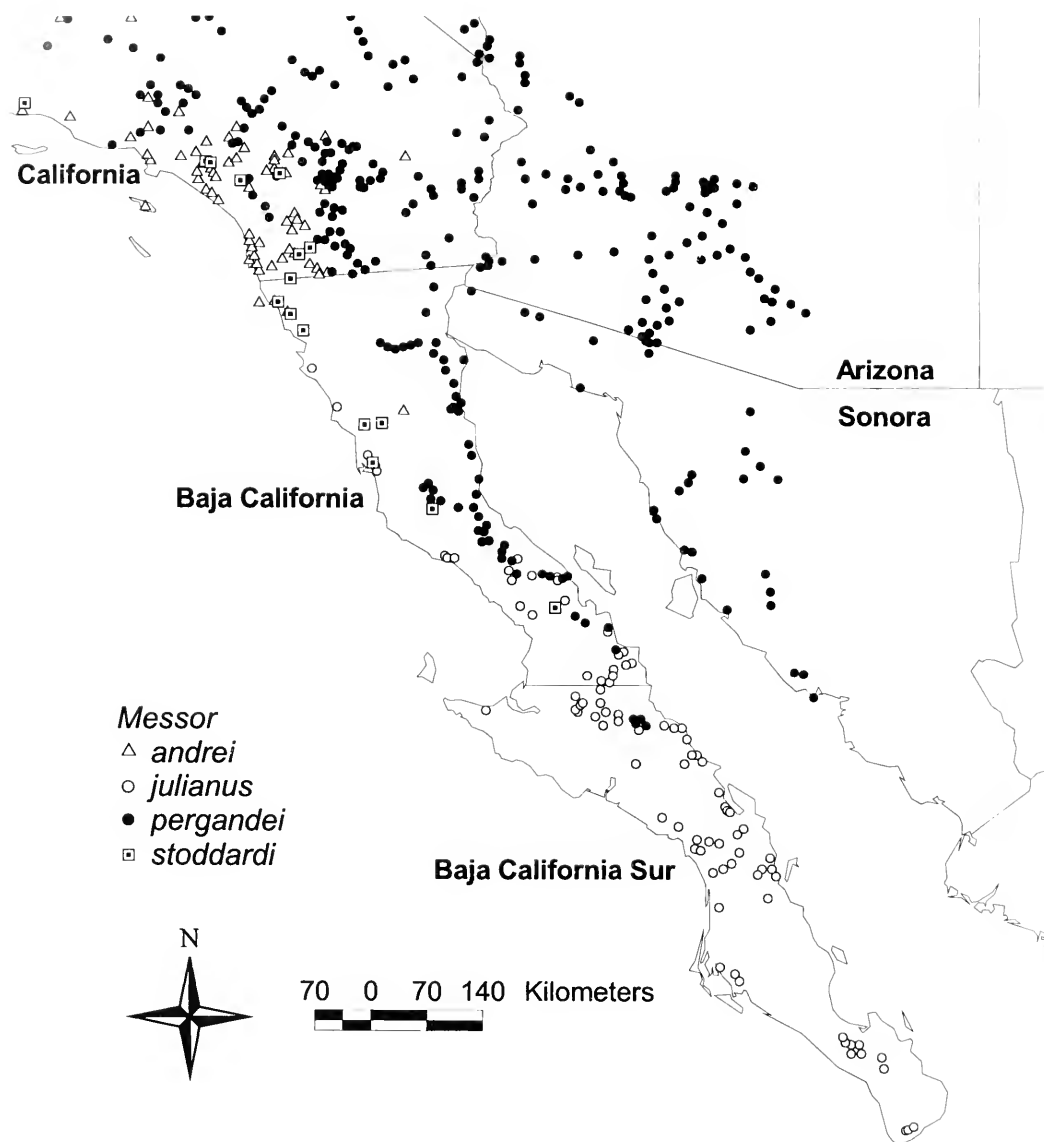 California
Arizona
Sonora
Baja California
Messor
andrei
julianus
pergandei
stoddardi
Baja California Sur
N
70 0 70 140 Kilometers